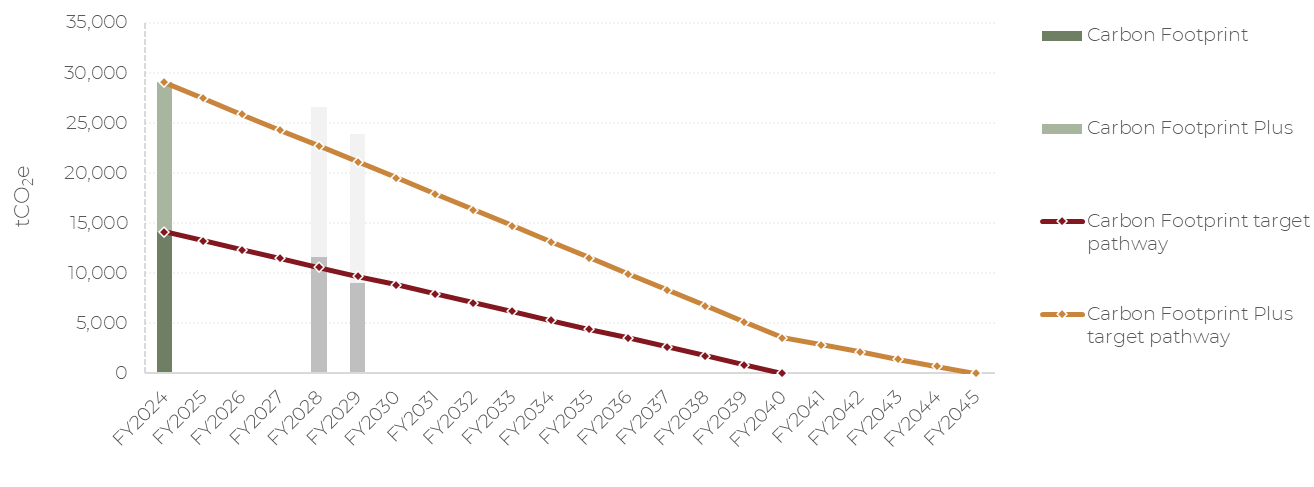 35,000
30,000
25,000
20,000
15,000
10,000
5,000
0
tCO₂e
FY2024
FY2025
FY2026
FY2027
FY2028
FY2029
FY2030
FY2031
FY2032
FY2033
FY2034
FY2035
FY2036
FY2037
FY2038
FY2039
FY2040
FY2041
FY2042
FY2043
FY2044
FY2045
Carbon Footprint
Carbon Footprint Plus
Carbon Footprint target
pathway
Carbon Footprint Plus
target pathway